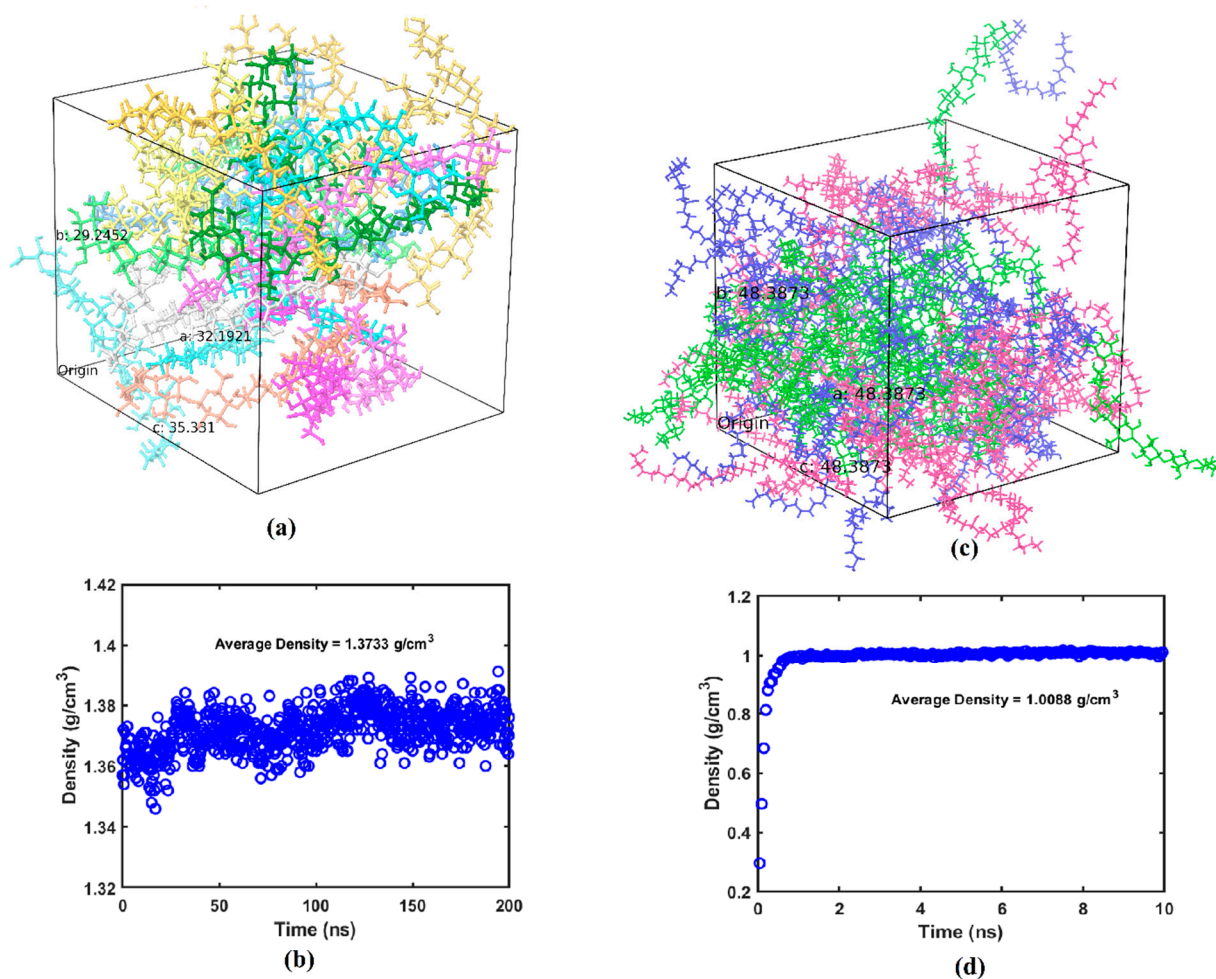 b: 29.2452
a: 32.1921
Origin
c: 35.331
(a)
b: 48.3873
a: 48.3873
Origin
c: 48.3873
(c)
1.42
1.4
1.38
1.36
1.34
1.32
Density (g/cm³)
Average Density = 1.3733 g/cm³
0 50 100 150 200
Time (ns)
(b)
1.2
1
0.8
0.6
0.4
0.2
Density (g/cm³)
Average Density = 1.0088 g/cm³
0 2 4 6 8 10
Time (ns)
(d)